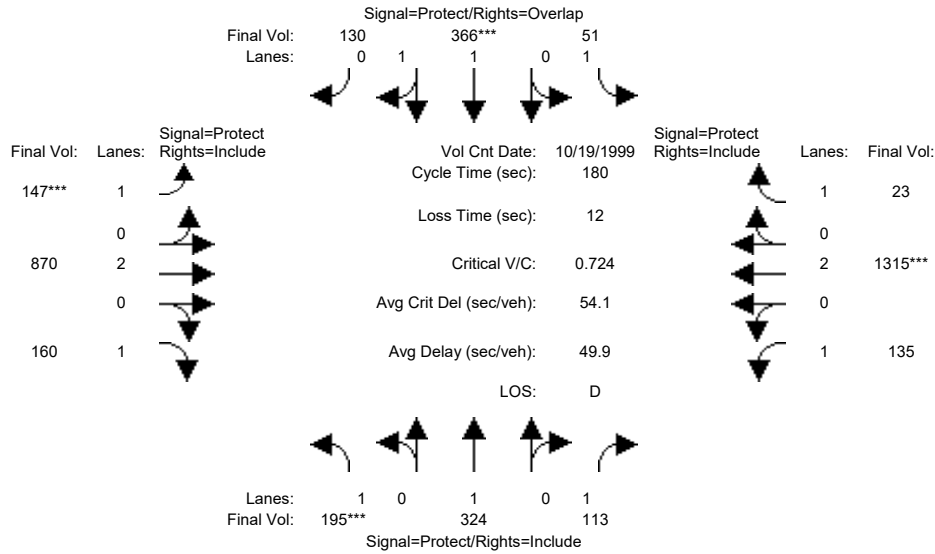 Signal=Protect/Rights=Overlap
Final Vol: 130 366*** 51
Lanes: 0 1 1 0 1
Signal=Protect
Final Vol: Lanes: Rights=Include
Vol Cnt Date: 10/19/1999
Signal=Protect
Rights=Include Lanes: Final Vol:
Cycle Time (sec): 180
147*** 1
1 23
Loss Time (sec): 12
0
0
870 2
Critical V/C: 0.724
2 1315***
0
Avg Crit Del (sec/veh): 54.1
0
160 1
Avg Delay (sec/veh): 49.9
1 135
LOS: D
Lanes: 1 0 1 0 1
Final Vol: 195*** 324 113
Signal=Protect/Rights=Include